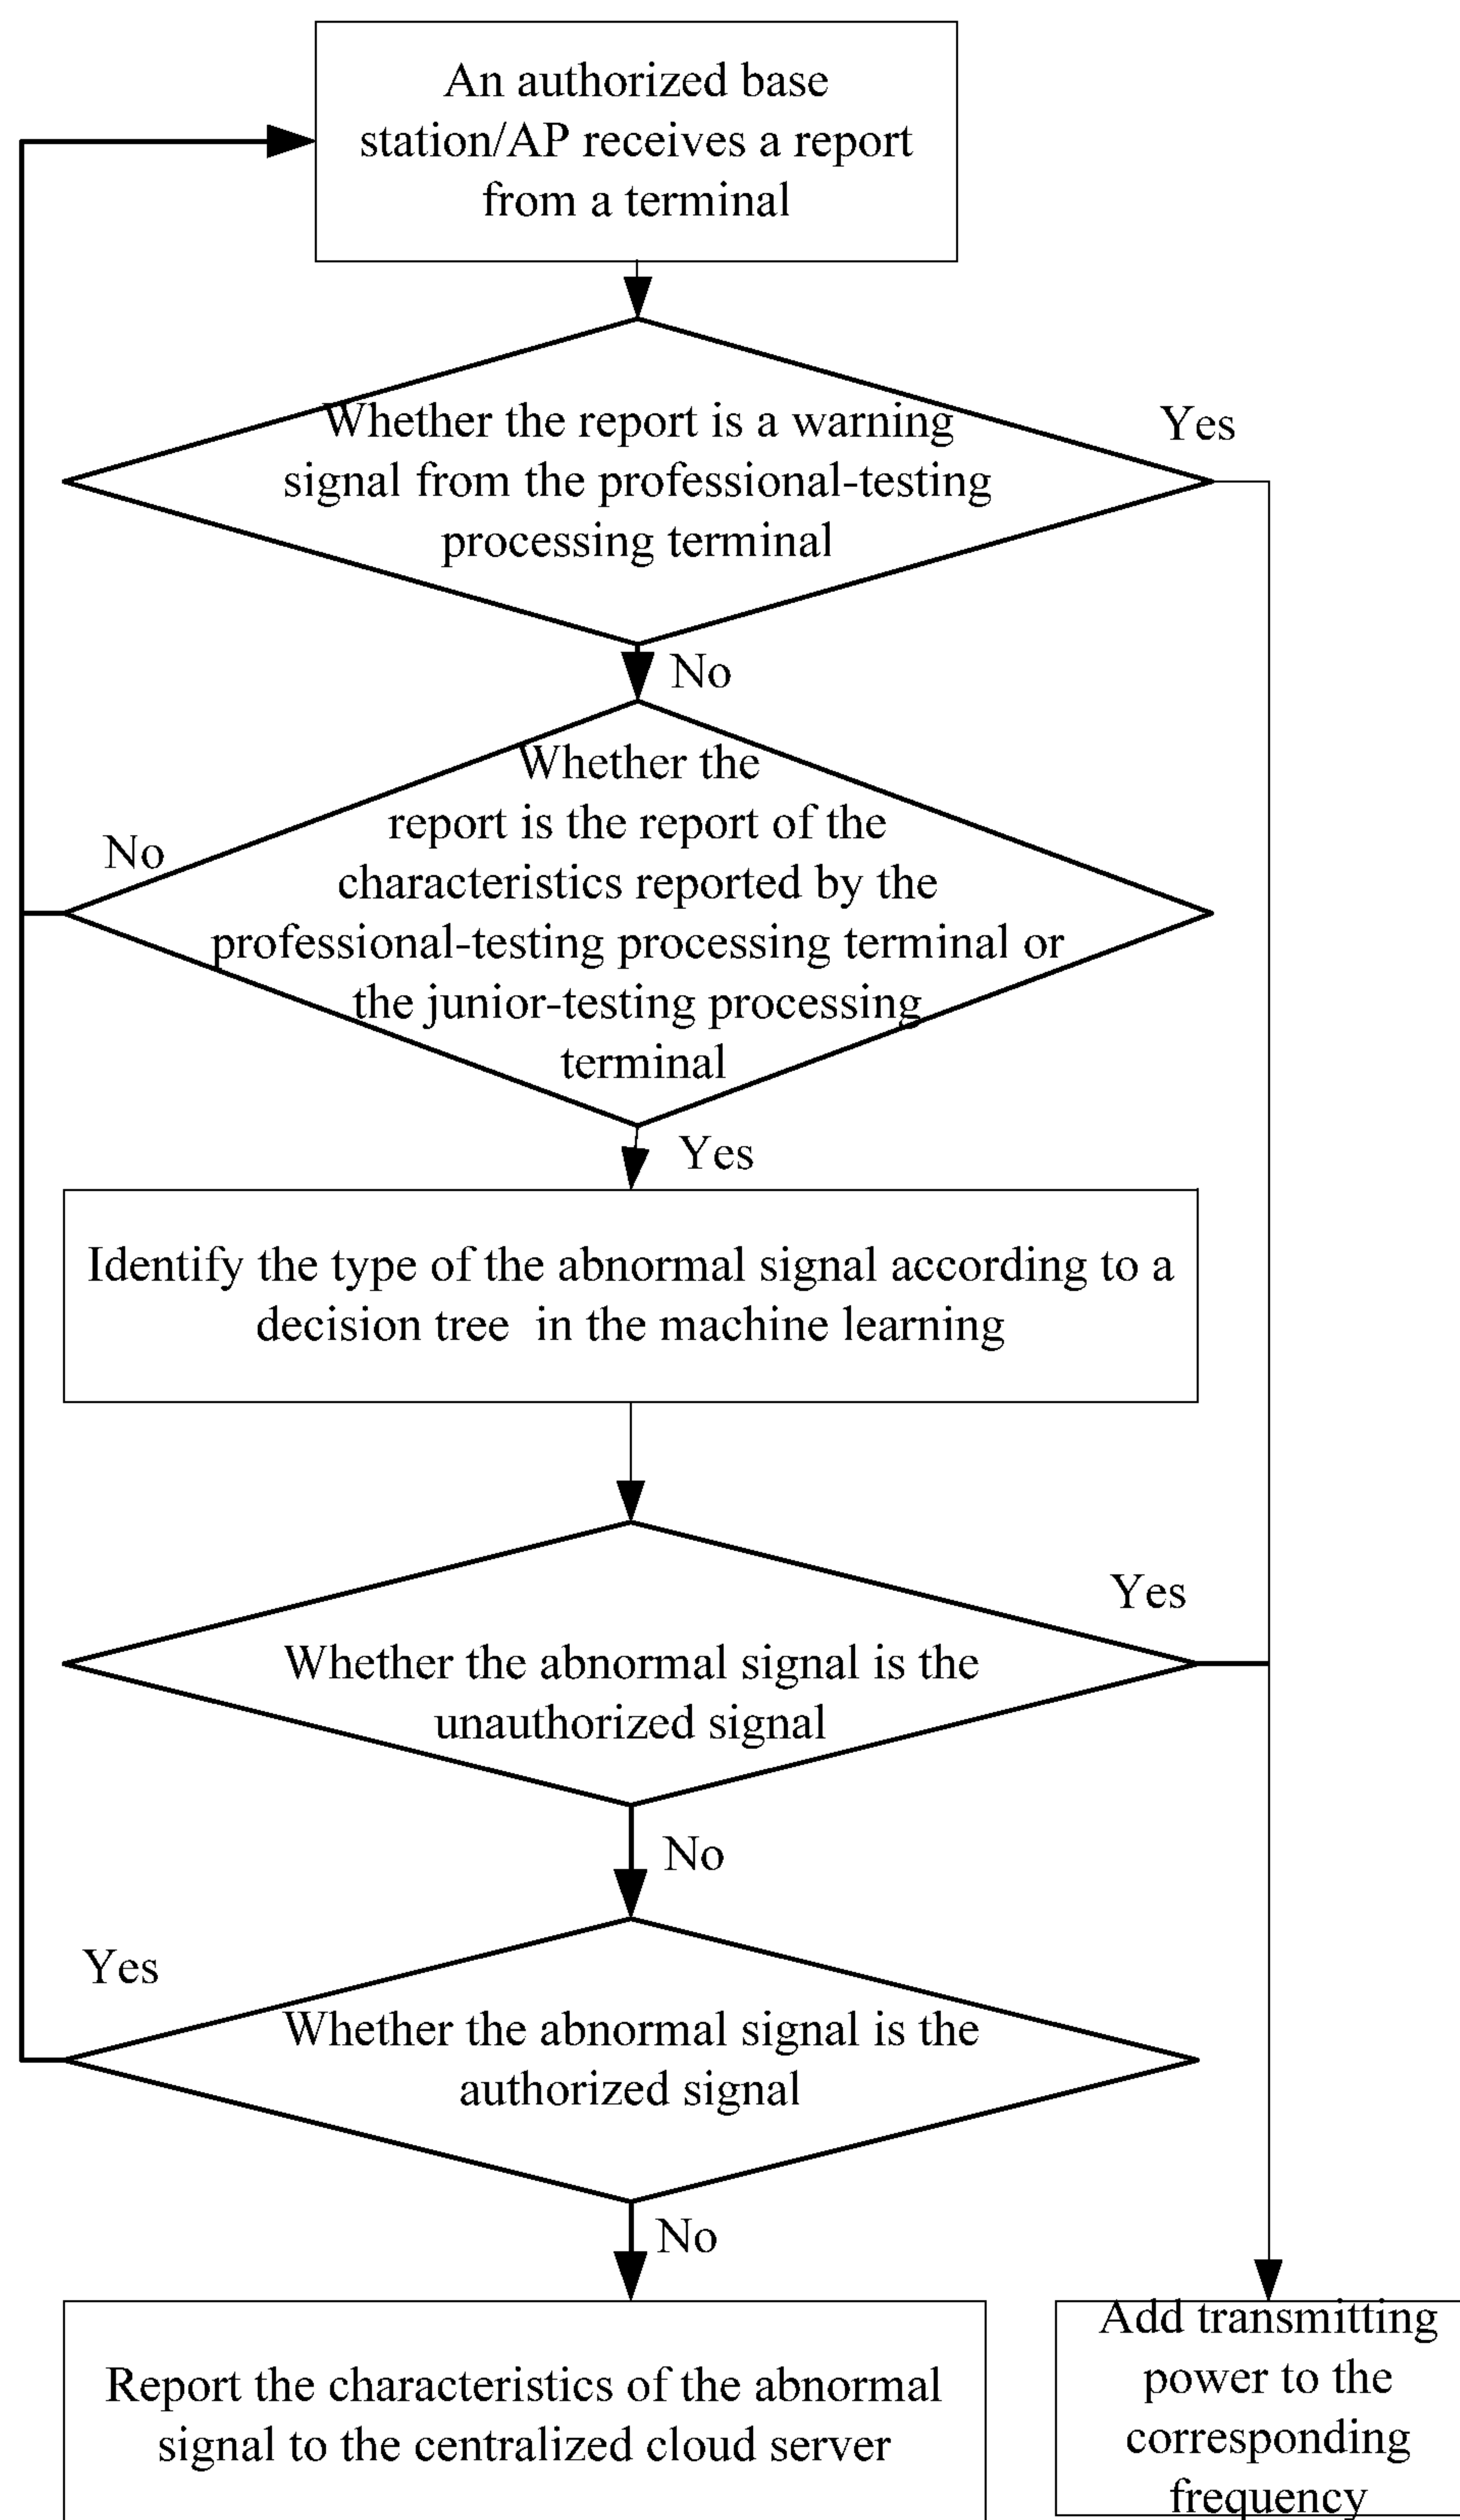 An authorized base
station/AP receives a report
from a terminal
Whether the report is a warning
signal from the professional-testing
processing terminal
Yes
No
Whether the
report is the report of the
characteristics reported by the
professional-testing processing terminal or
the junior-testing processing
terminal
No
Yes
Identify the type of the abnormal signal according to a
decision tree in the machine learning
Whether the abnormal signal is the
unauthorized signal
Yes
No
Whether the abnormal signal is the
authorized signal
Yes
No
Report the characteristics of the abnormal
signal to the centralized cloud server
Add transmitting
power to the
corresponding
frequency